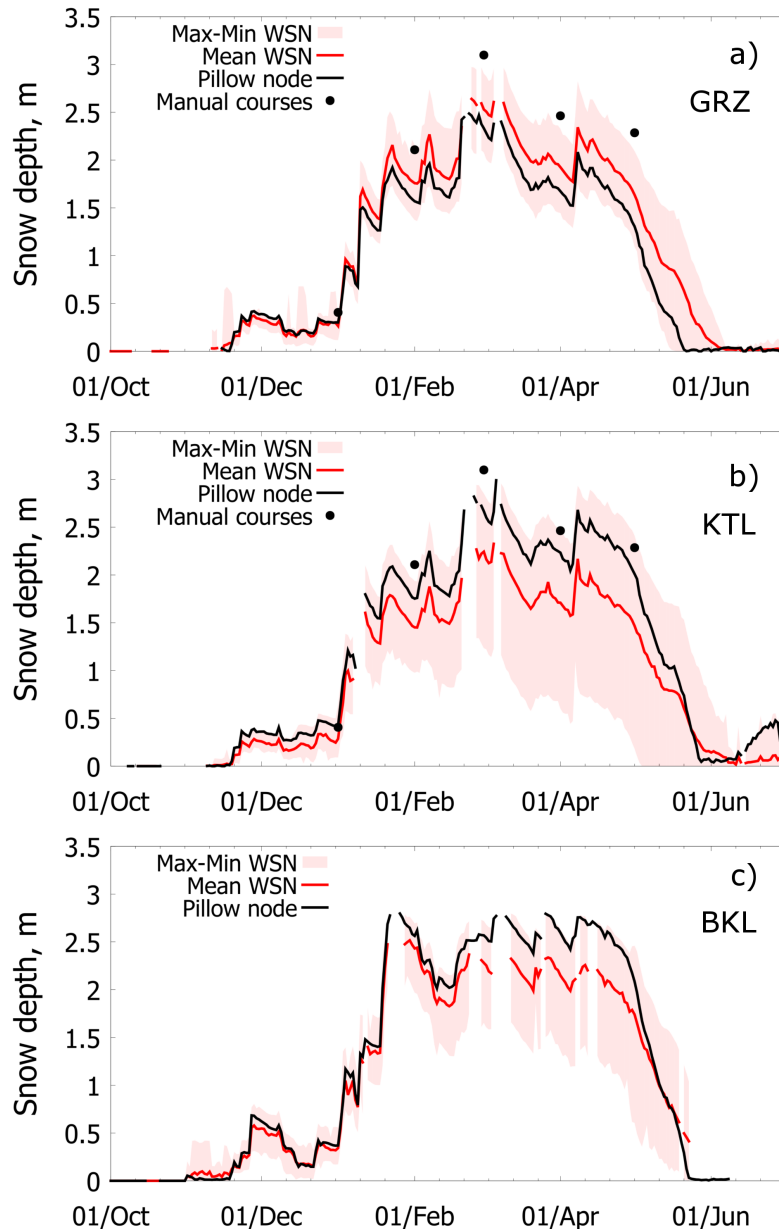 3.5
Max-Min WSN
a)
3
Mean WSN
Pillow node
GRZ
2.5
Manual courses
2
1.5
1
0.5
0
Snow depth, m
01/Oct 01/Dec 01/Feb 01/Apr 01/Jun
3.5
Max-Min WSN
b)
3
Mean WSN
Pillow node
KTL
2.5
Manual courses
2
1.5
1
0.5
0
Snow depth, m
01/Oct 01/Dec 01/Feb 01/Apr 01/Jun
3.5
Max-Min WSN
c)
3
Mean WSN
Pillow node
BKL
2.5
2
1.5
1
0.5
0
Snow depth, m
01/Oct 01/Dec 01/Feb 01/Apr 01/Jun